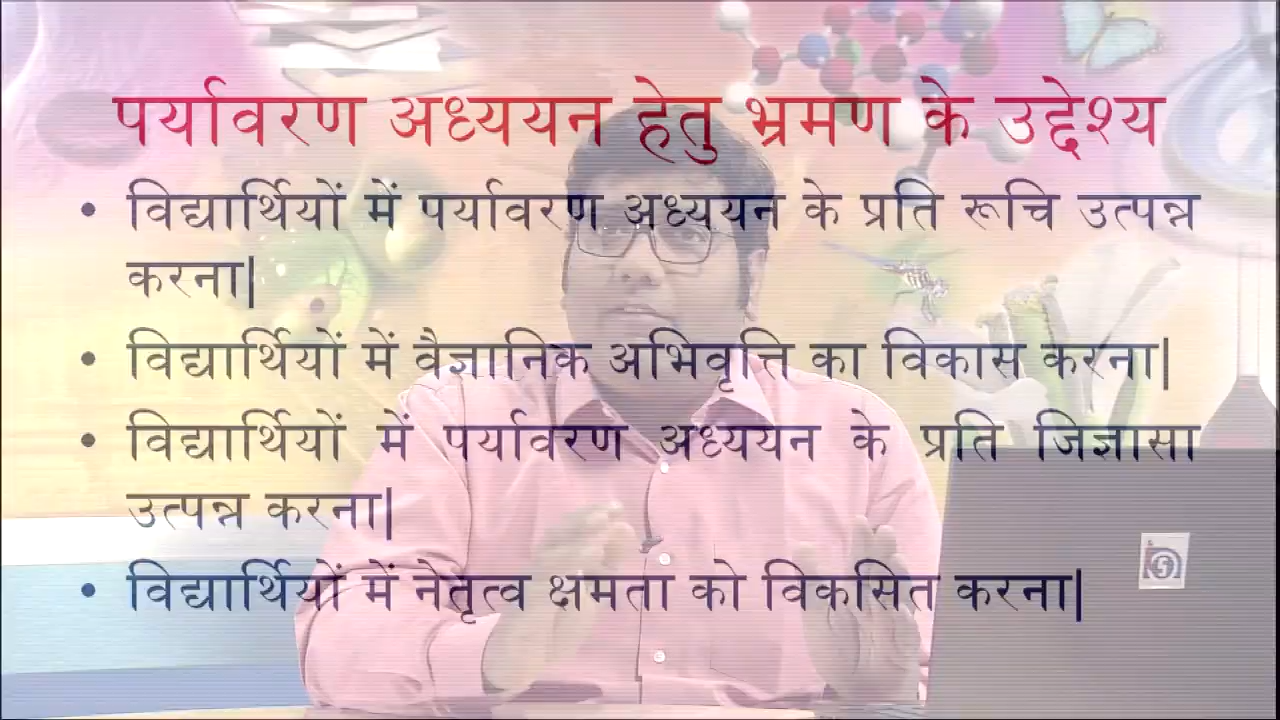 पर्यावरण अध्ययन हेतु भ्रमण के उद्देश्य
• विद्यार्थियों में पर्यावरण अध्ययन के प्रति रूचि उत्पन्न
करना|
• विद्यार्थियों में वैज्ञानिक अभिवृत्ति का विकास करना|
• विद्यार्थियों में पर्यावरण अध्ययन के प्रति जिज्ञासा
उत्पन्न करना|
• विद्यार्थियों में नेतृत्व क्षमता को विकसित करना|